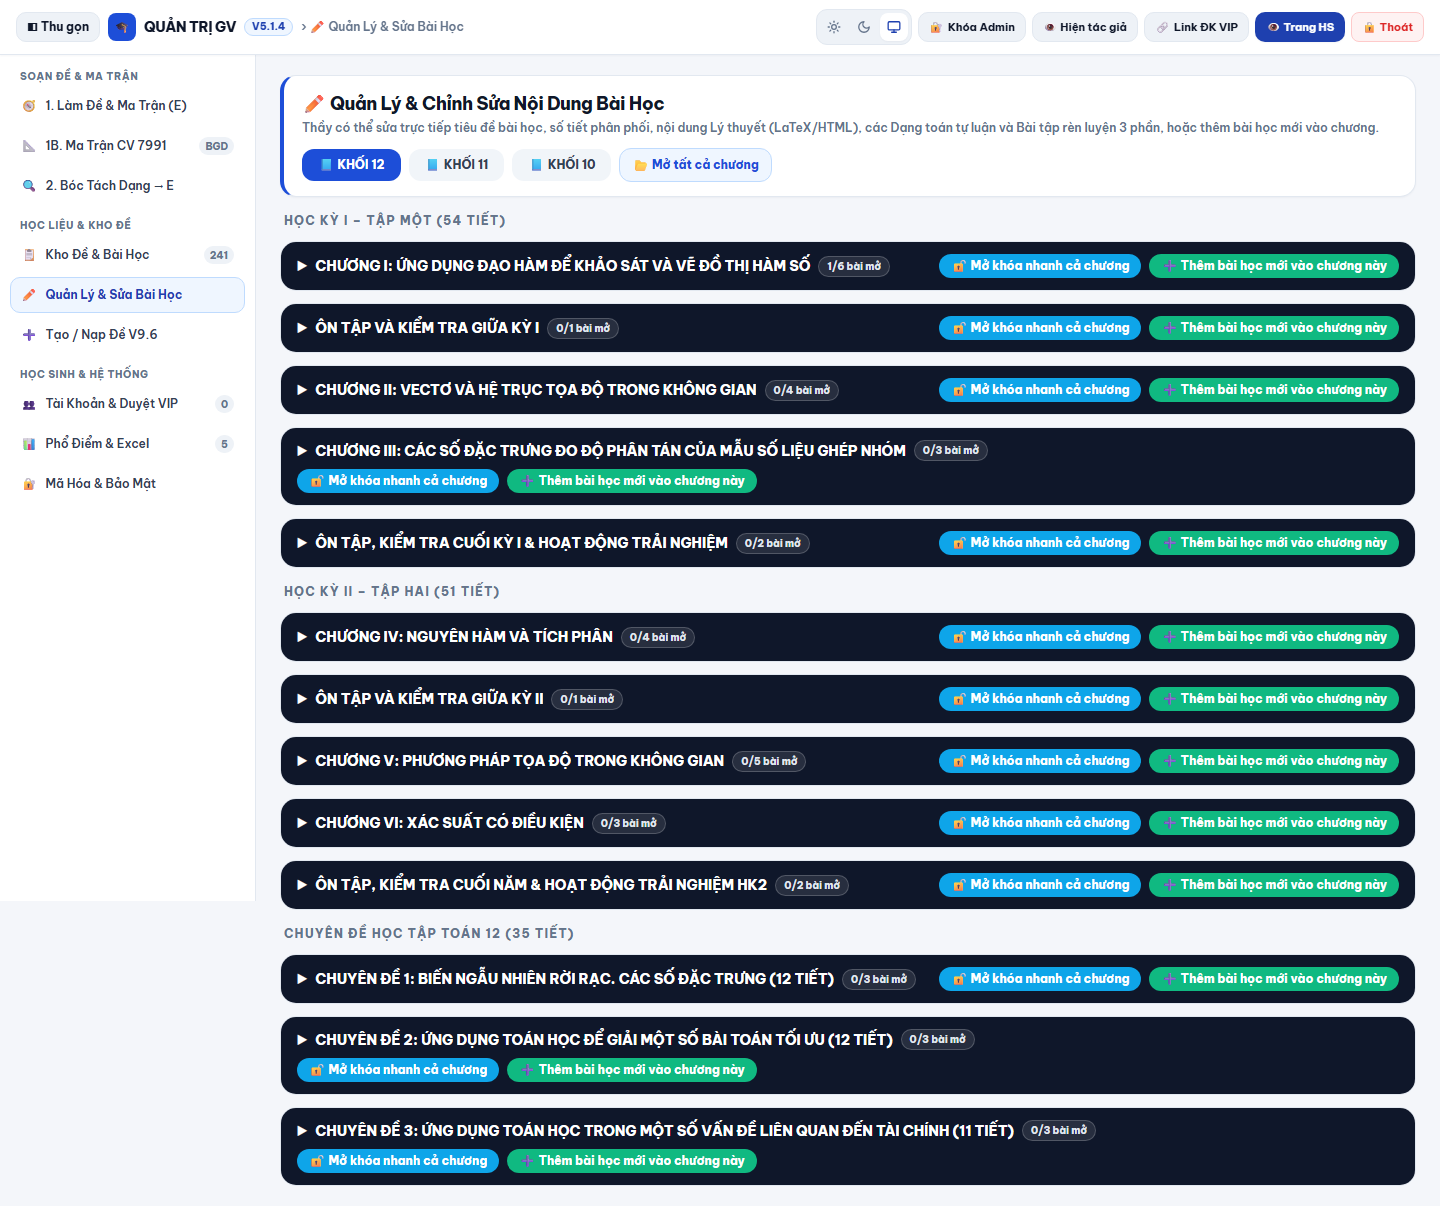 Thu gọn
QUẢN TRỊ GV V5.1.4 › Quản Lý & Sửa Bài Học
Khóa Admin
Hiện tác giả
Link ĐK VIP
Trang HS
Thoát
SOẠN ĐỀ & MA TRẬN
1. Làm Đề & Ma Trận (E)
1B. Ma Trận CV 7991 BGD
2. Bóc Tách Dạng → E
HỌC LIỆU & KHO ĐỀ
Kho Đề & Bài Học 241
Quản Lý & Sửa Bài Học
Tạo / Nạp Đề V9.6
HỌC SINH & HỆ THỐNG
Tài Khoản & Duyệt VIP 0
Phổ Điểm & Excel 5
Mã Hóa & Bảo Mật
Quản Lý & Chỉnh Sửa Nội Dung Bài Học
Thầy có thể sửa trực tiếp tiêu đề bài học, số tiết phân phối, nội dung Lý thuyết (LaTeX/HTML), các Dạng toán tự luận và Bài tập rèn luyện 3 phần, hoặc thêm bài học mới vào chương.
KHỐI 12 KHỐI 11 KHỐI 10 Mở tất cả chương
HỌC KỲ I – TẬP MỘT (54 TIẾT)
CHƯƠNG I: ỨNG DỤNG ĐẠO HÀM ĐỂ KHẢO SÁT VÀ VẼ ĐỒ THỊ HÀM SỐ 1/6 bài mở Mở khóa nhanh cả chương Thêm bài học mới vào chương này
ÔN TẬP VÀ KIỂM TRA GIỮA KỲ I 0/1 bài mở Mở khóa nhanh cả chương Thêm bài học mới vào chương này
CHƯƠNG II: VECTƠ VÀ HỆ TRỤC TỌA ĐỘ TRONG KHÔNG GIAN 0/4 bài mở Mở khóa nhanh cả chương Thêm bài học mới vào chương này
CHƯƠNG III: CÁC SỐ ĐẶC TRƯNG ĐO ĐỘ PHÂN TÁN CỦA MẪU SỐ LIỆU GHÉP NHÓM 0/3 bài mở
Mở khóa nhanh cả chương Thêm bài học mới vào chương này
ÔN TẬP, KIỂM TRA CUỐI KỲ I & HOẠT ĐỘNG TRẢI NGHIỆM 0/2 bài mở Mở khóa nhanh cả chương Thêm bài học mới vào chương này
HỌC KỲ II – TẬP HAI (51 TIẾT)
CHƯƠNG IV: NGUYÊN HÀM VÀ TÍCH PHÂN 0/4 bài mở Mở khóa nhanh cả chương Thêm bài học mới vào chương này
ÔN TẬP VÀ KIỂM TRA GIỮA KỲ II 0/1 bài mở Mở khóa nhanh cả chương Thêm bài học mới vào chương này
CHƯƠNG V: PHƯƠNG PHÁP TỌA ĐỘ TRONG KHÔNG GIAN 0/5 bài mở Mở khóa nhanh cả chương Thêm bài học mới vào chương này
CHƯƠNG VI: XÁC SUẤT CÓ ĐIỀU KIỆN 0/3 bài mở Mở khóa nhanh cả chương Thêm bài học mới vào chương này
ÔN TẬP, KIỂM TRA CUỐI NĂM & HOẠT ĐỘNG TRẢI NGHIỆM HK2 0/2 bài mở Mở khóa nhanh cả chương Thêm bài học mới vào chương này
CHUYÊN ĐỀ HỌC TẬP TOÁN 12 (35 TIẾT)
CHUYÊN ĐỀ 1: BIẾN NGẪU NHIÊN RỜI RẠC. CÁC SỐ ĐẶC TRƯNG (12 TIẾT) 0/3 bài mở Mở khóa nhanh cả chương Thêm bài học mới vào chương này
CHUYÊN ĐỀ 2: ỨNG DỤNG TOÁN HỌC ĐỂ GIẢI MỘT SỐ BÀI TOÁN TỐI ƯU (12 TIẾT) 0/3 bài mở
Mở khóa nhanh cả chương Thêm bài học mới vào chương này
CHUYÊN ĐỀ 3: ỨNG DỤNG TOÁN HỌC TRONG MỘT SỐ VẤN ĐỀ LIÊN QUAN ĐẾN TÀI CHÍNH (11 TIẾT) 0/3 bài mở
Mở khóa nhanh cả chương Thêm bài học mới vào chương này